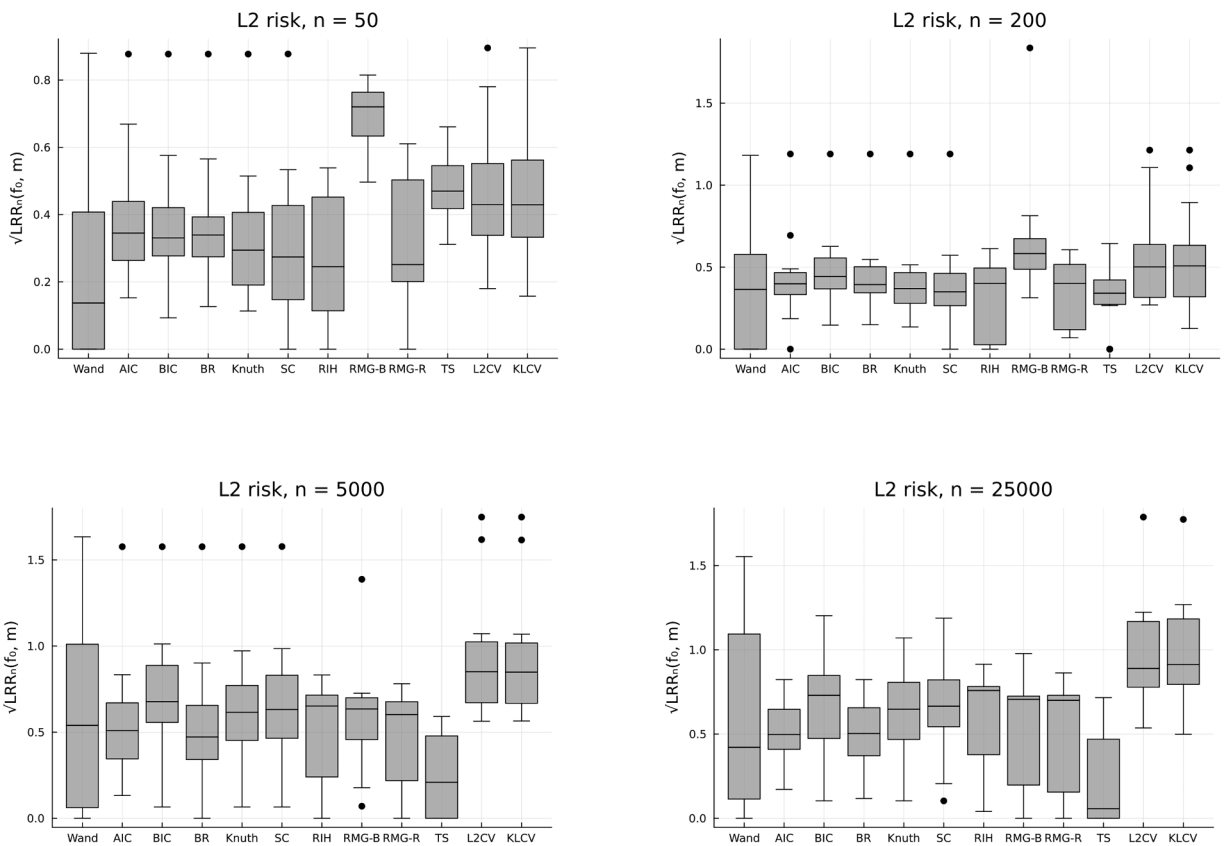 L2 risk, n = 50
√LRRₙ(f₀, m)
0.8
0.6
0.4
0.2
0.0
Wand AIC BIC BR Knuth SC RIH RMG-B RMG-R TS L2CV KLCV
L2 risk, n = 200
√LRRₙ(f₀, m)
1.5
1.0
0.5
0.0
Wand AIC BIC BR Knuth SC RIH RMG-B RMG-R TS L2CV KLCV
L2 risk, n = 5000
√LRRₙ(f₀, m)
1.5
1.0
0.5
0.0
Wand AIC BIC BR Knuth SC RIH RMG-B RMG-R TS L2CV KLCV
L2 risk, n = 25000
√LRRₙ(f₀, m)
1.5
1.0
0.5
0.0
Wand AIC BIC BR Knuth SC RIH RMG-B RMG-R TS L2CV KLCV